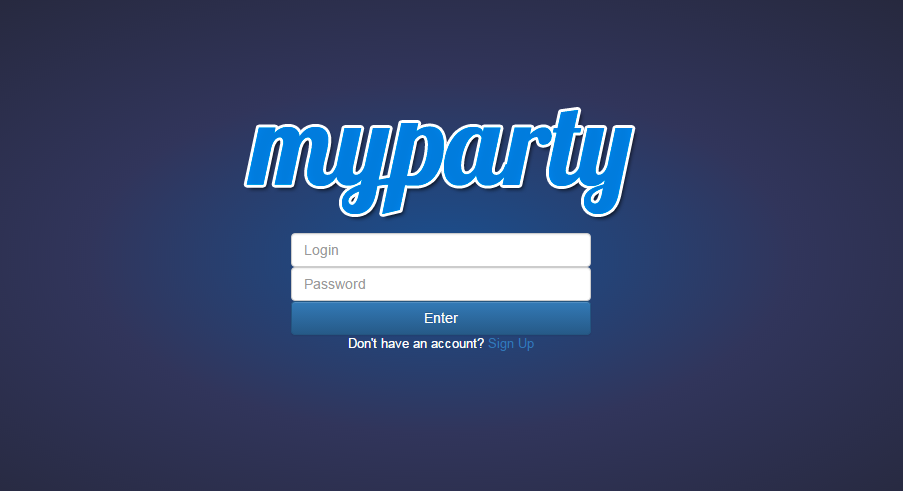 myparty
Login
Password
Enter
Don't have an account? Sign Up